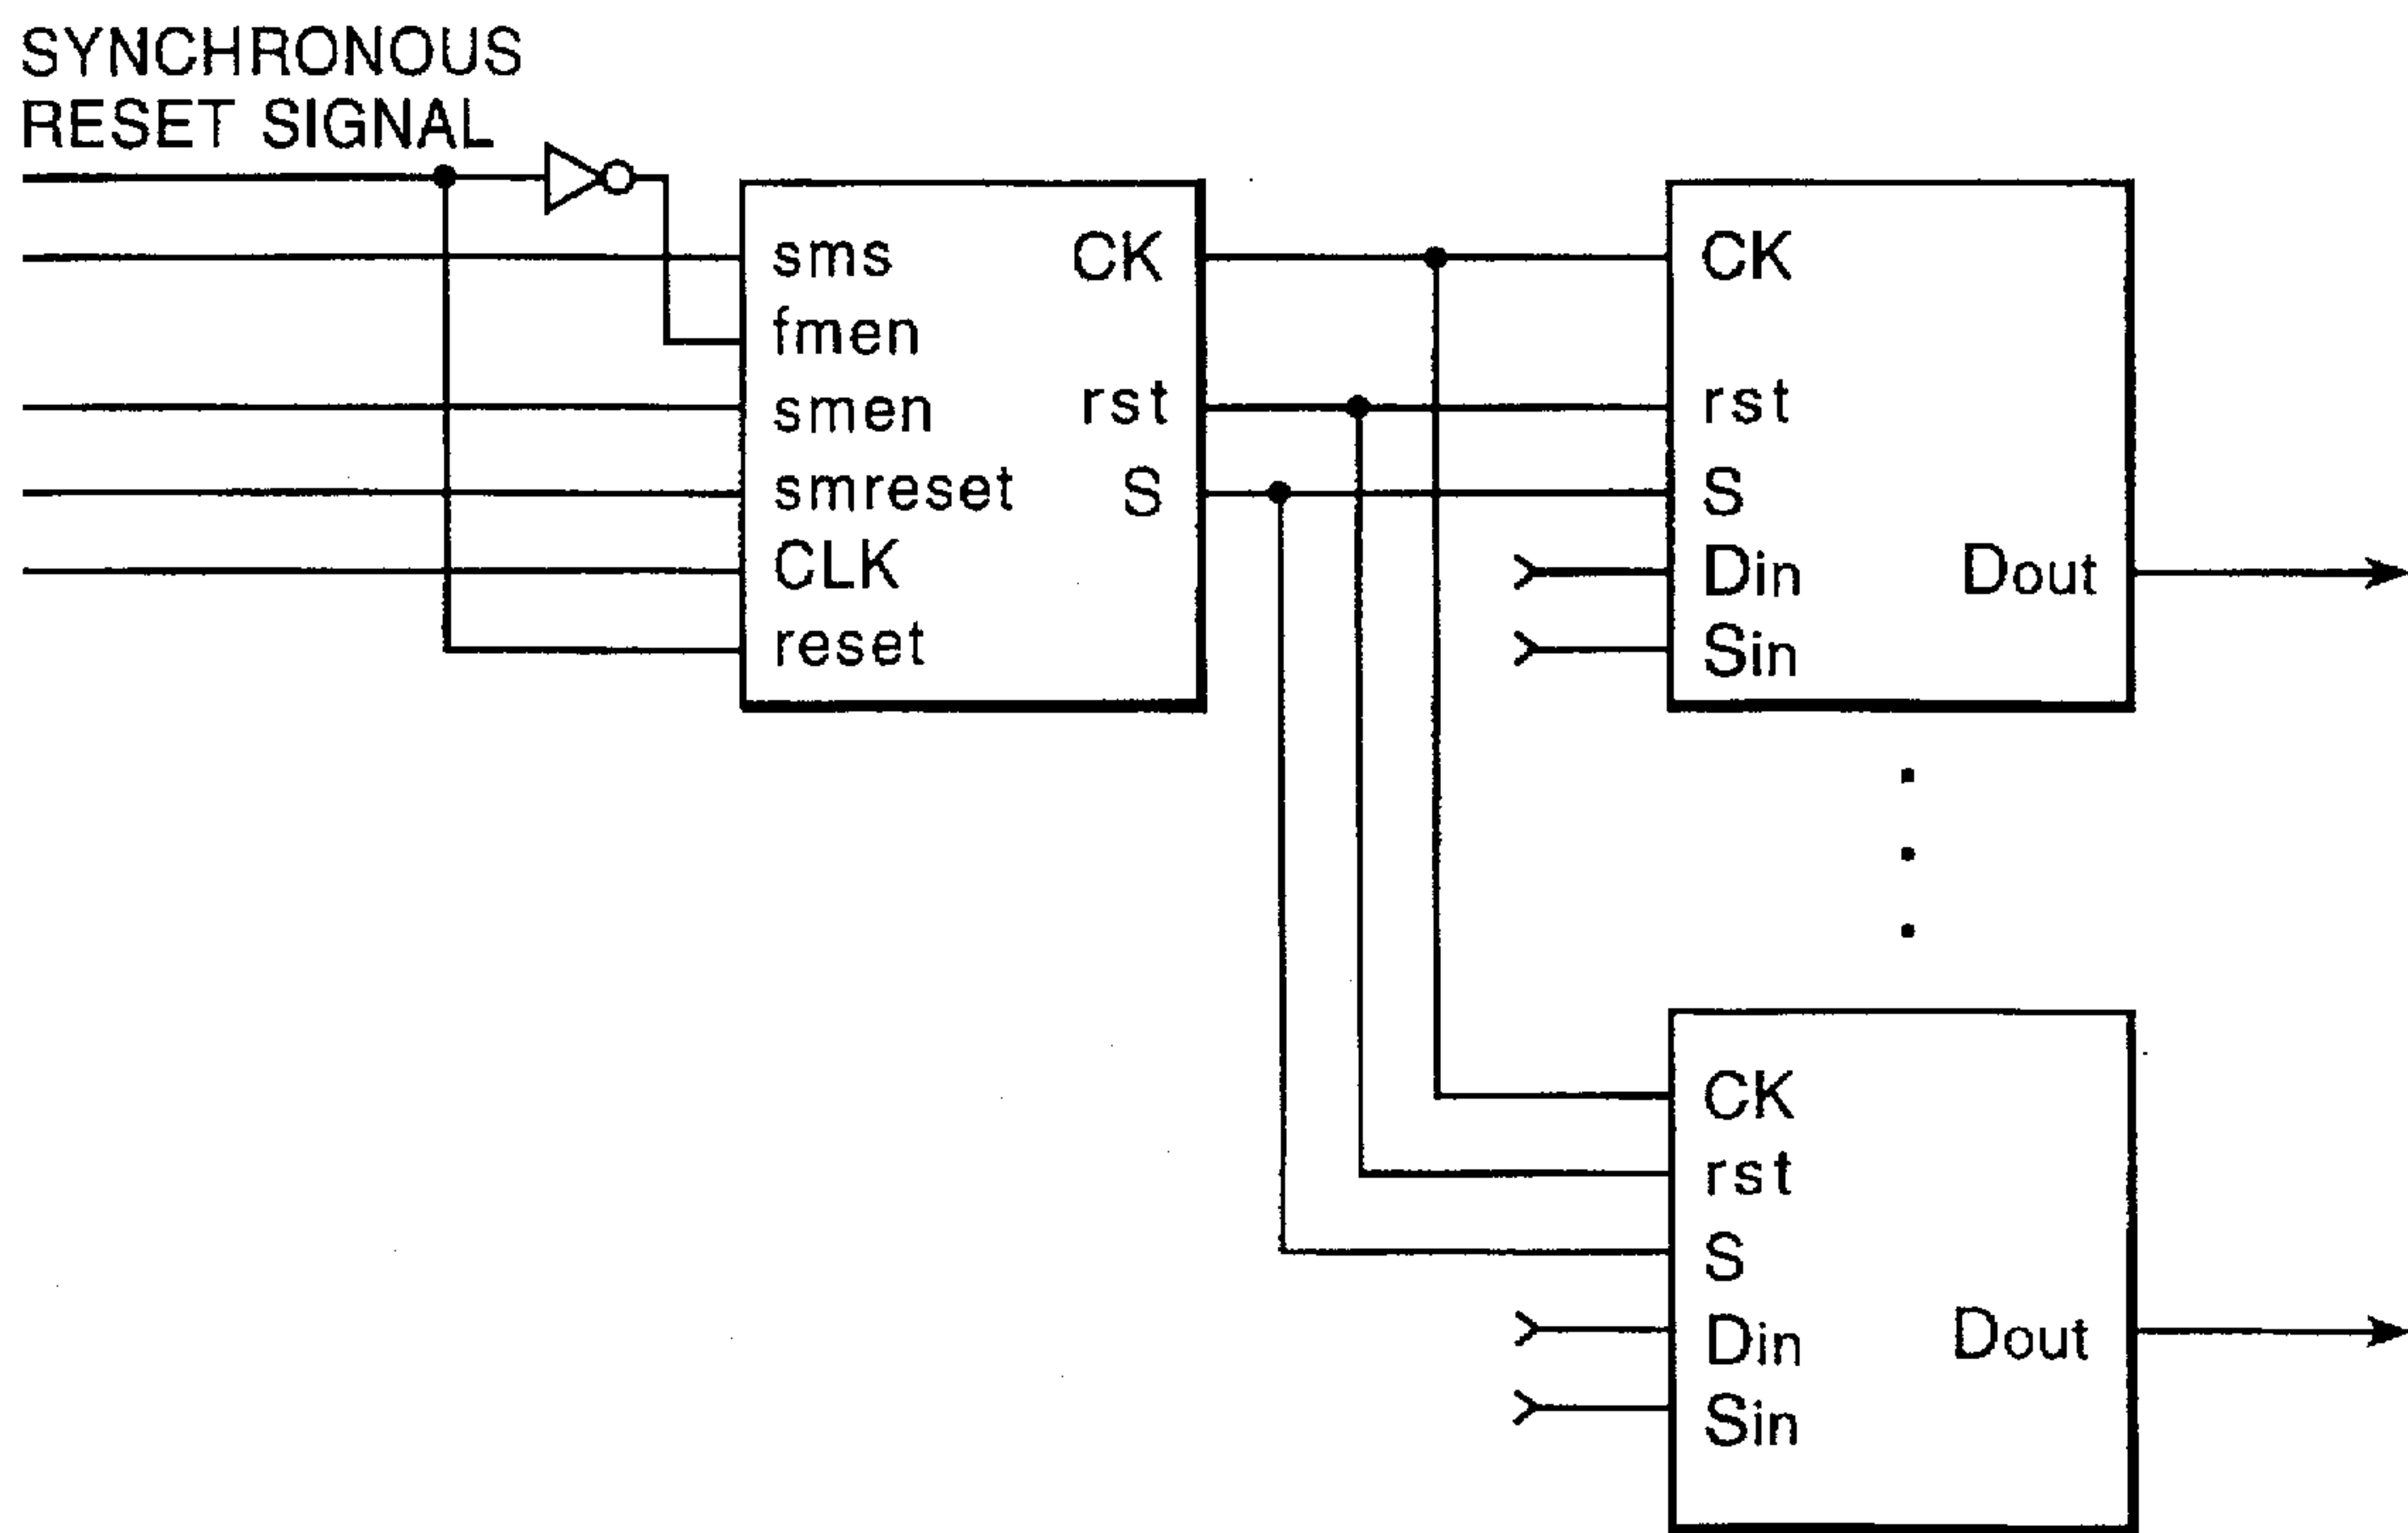 SYNCHRONOUS
RESET SIGNAL
sms
fmen
smen
smreset
CLK
reset
CK
rst
S
CK
rst
S
Din
Sin
Dout
CK
rst
S
Din
Sin
Dout